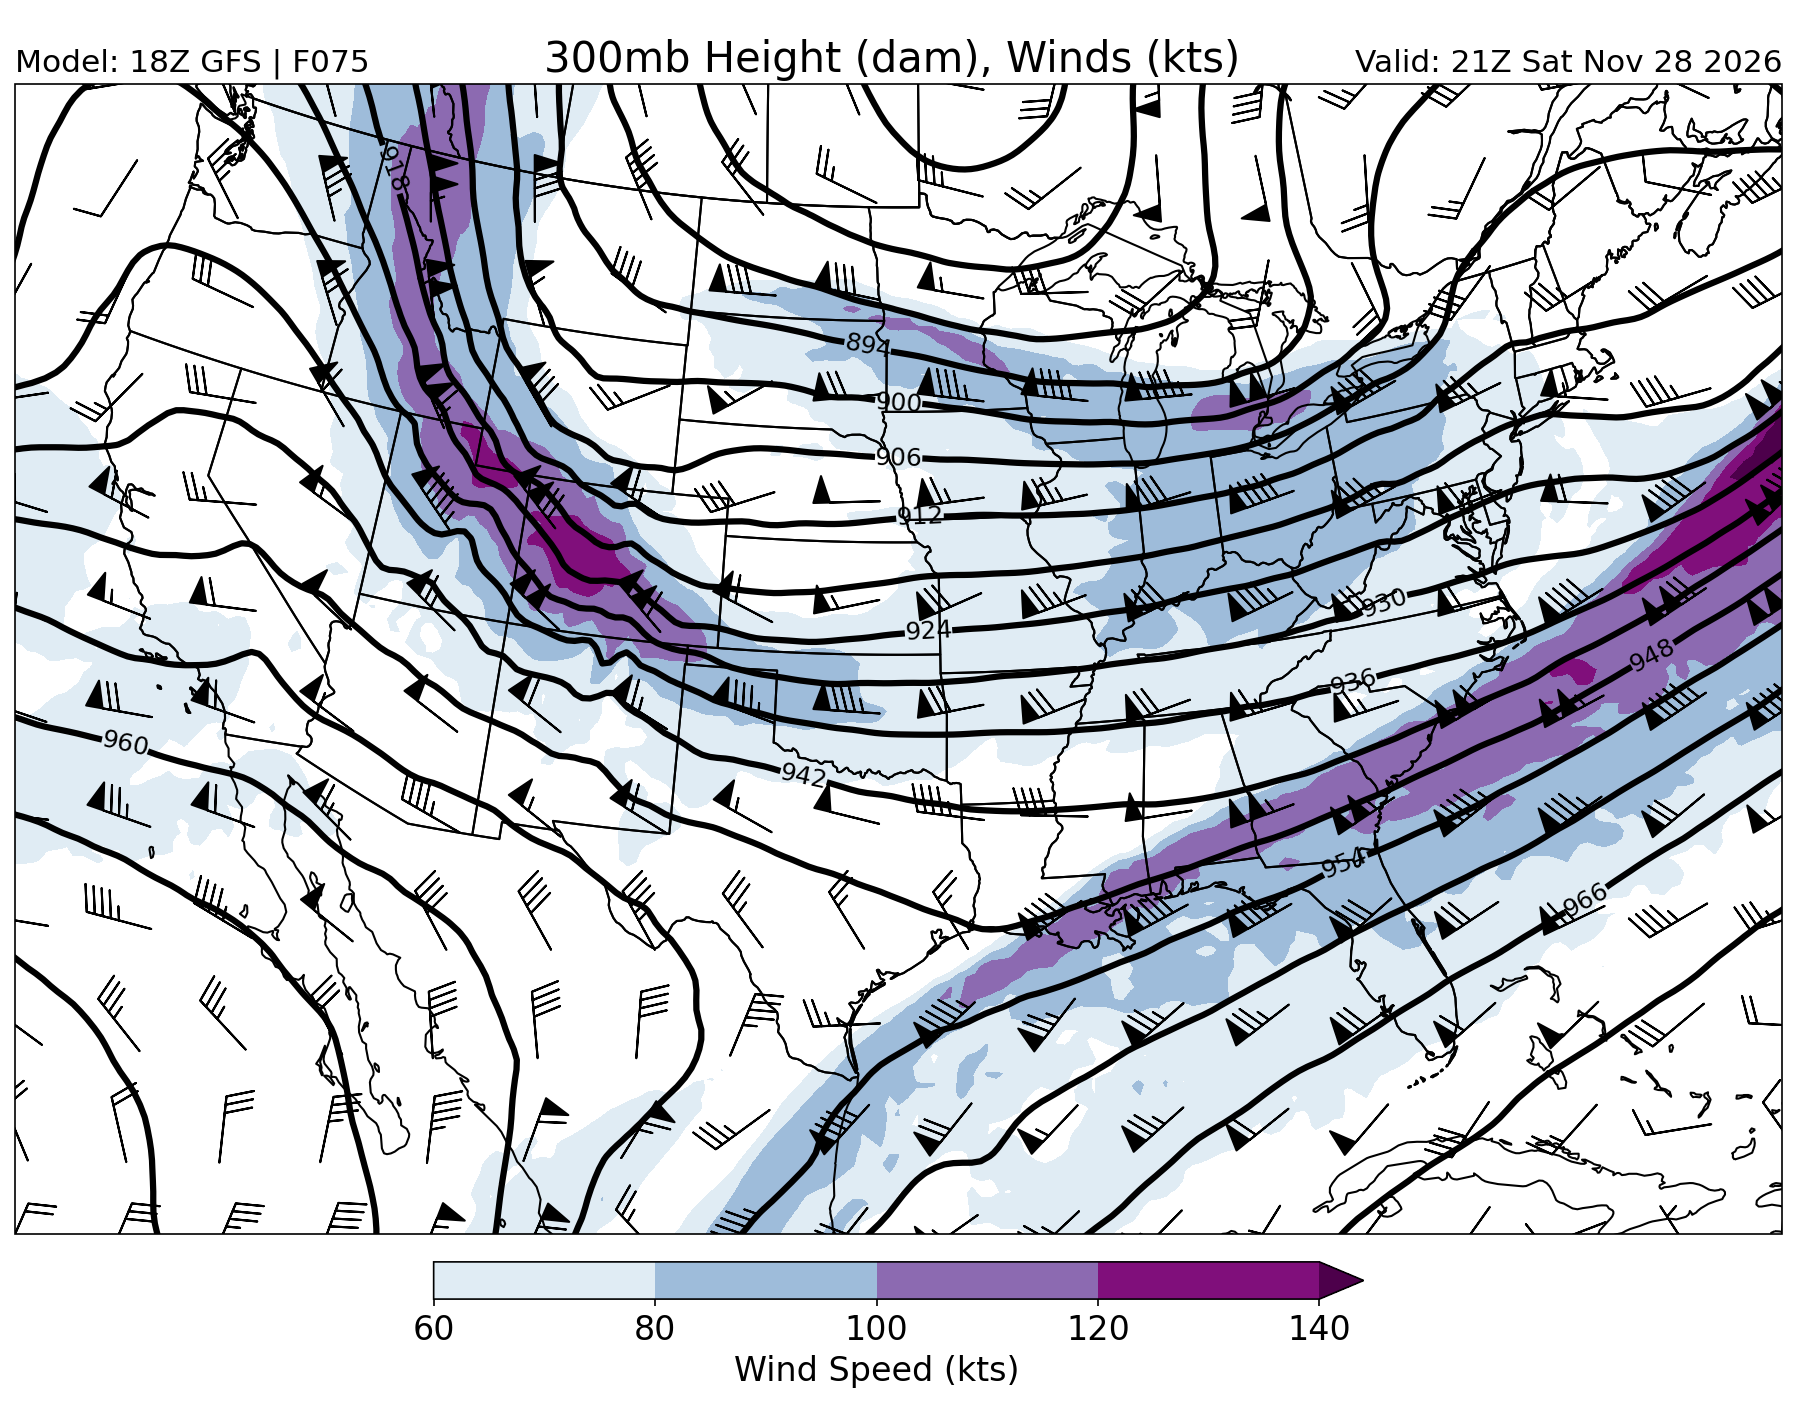 Model: 18Z GFS | F075
300mb Height (dam), Winds (kts)
Valid: 21Z Sat Nov 28 2026
918
894
900
906
912
924
930
936
948
960
942
954
966
60 80 100 120 140
Wind Speed (kts)